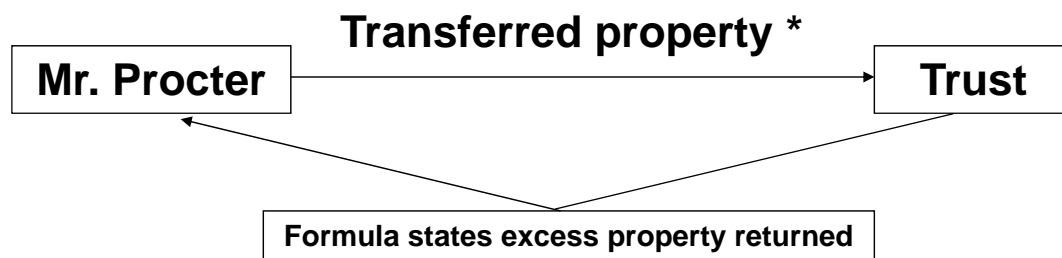 Transferred property *
Mr. Procter
Trust
Formula states excess property returned